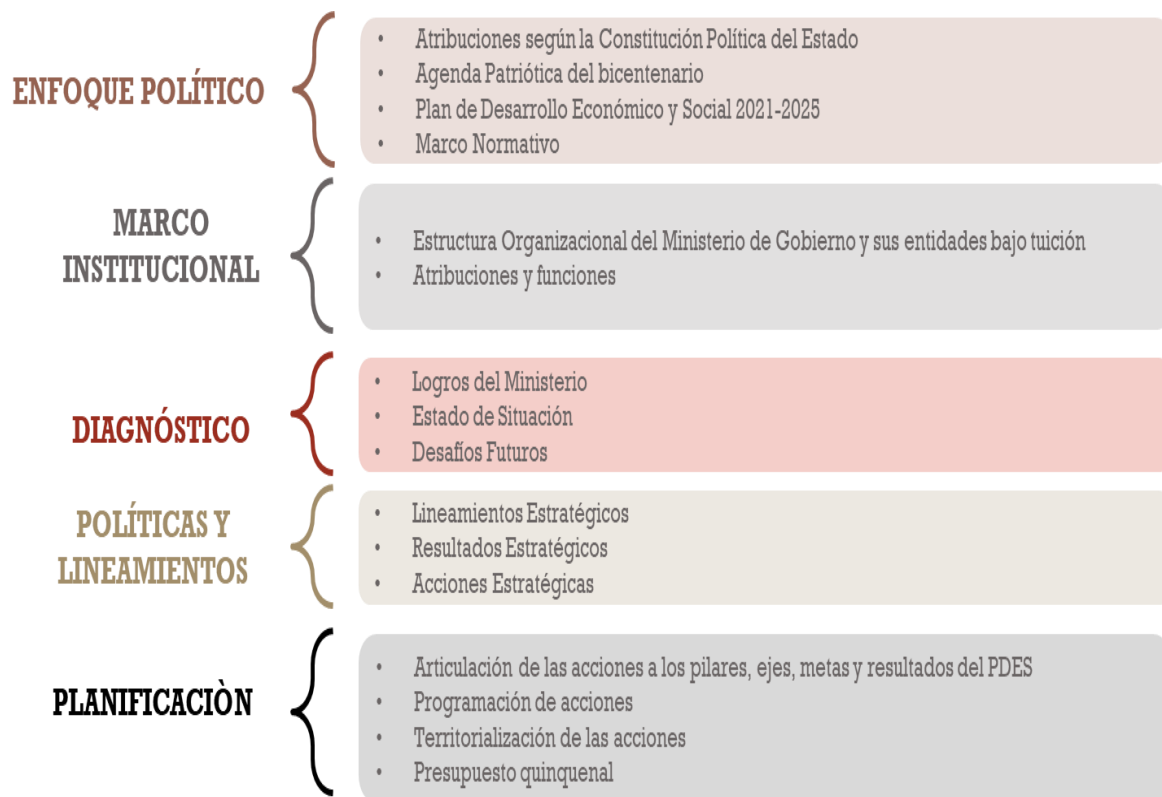 ENFOQUE POLÍTICO
• Atribuciones según la Constitución Política del Estado
• Agenda Patriótica del bicentenario
• Plan de Desarrollo Económico y Social 2021-2025
• Marco Normativo
MARCO
INSTITUCIONAL
• Estructura Organizacional del Ministerio de Gobierno y sus entidades bajo tuición
• Atribuciones y funciones
DIAGNÓSTICO
• Logros del Ministerio
• Estado de Situación
• Desafíos Futuros
POLÍTICAS Y
LINEAMIENTOS
• Lineamientos Estratégicos
• Resultados Estratégicos
• Acciones Estratégicas
PLANIFICACIÒN
• Articulación de las acciones a los pilares, ejes, metas y resultados del PDES
• Programación de acciones
• Territorialización de las acciones
• Presupuesto quinquenal